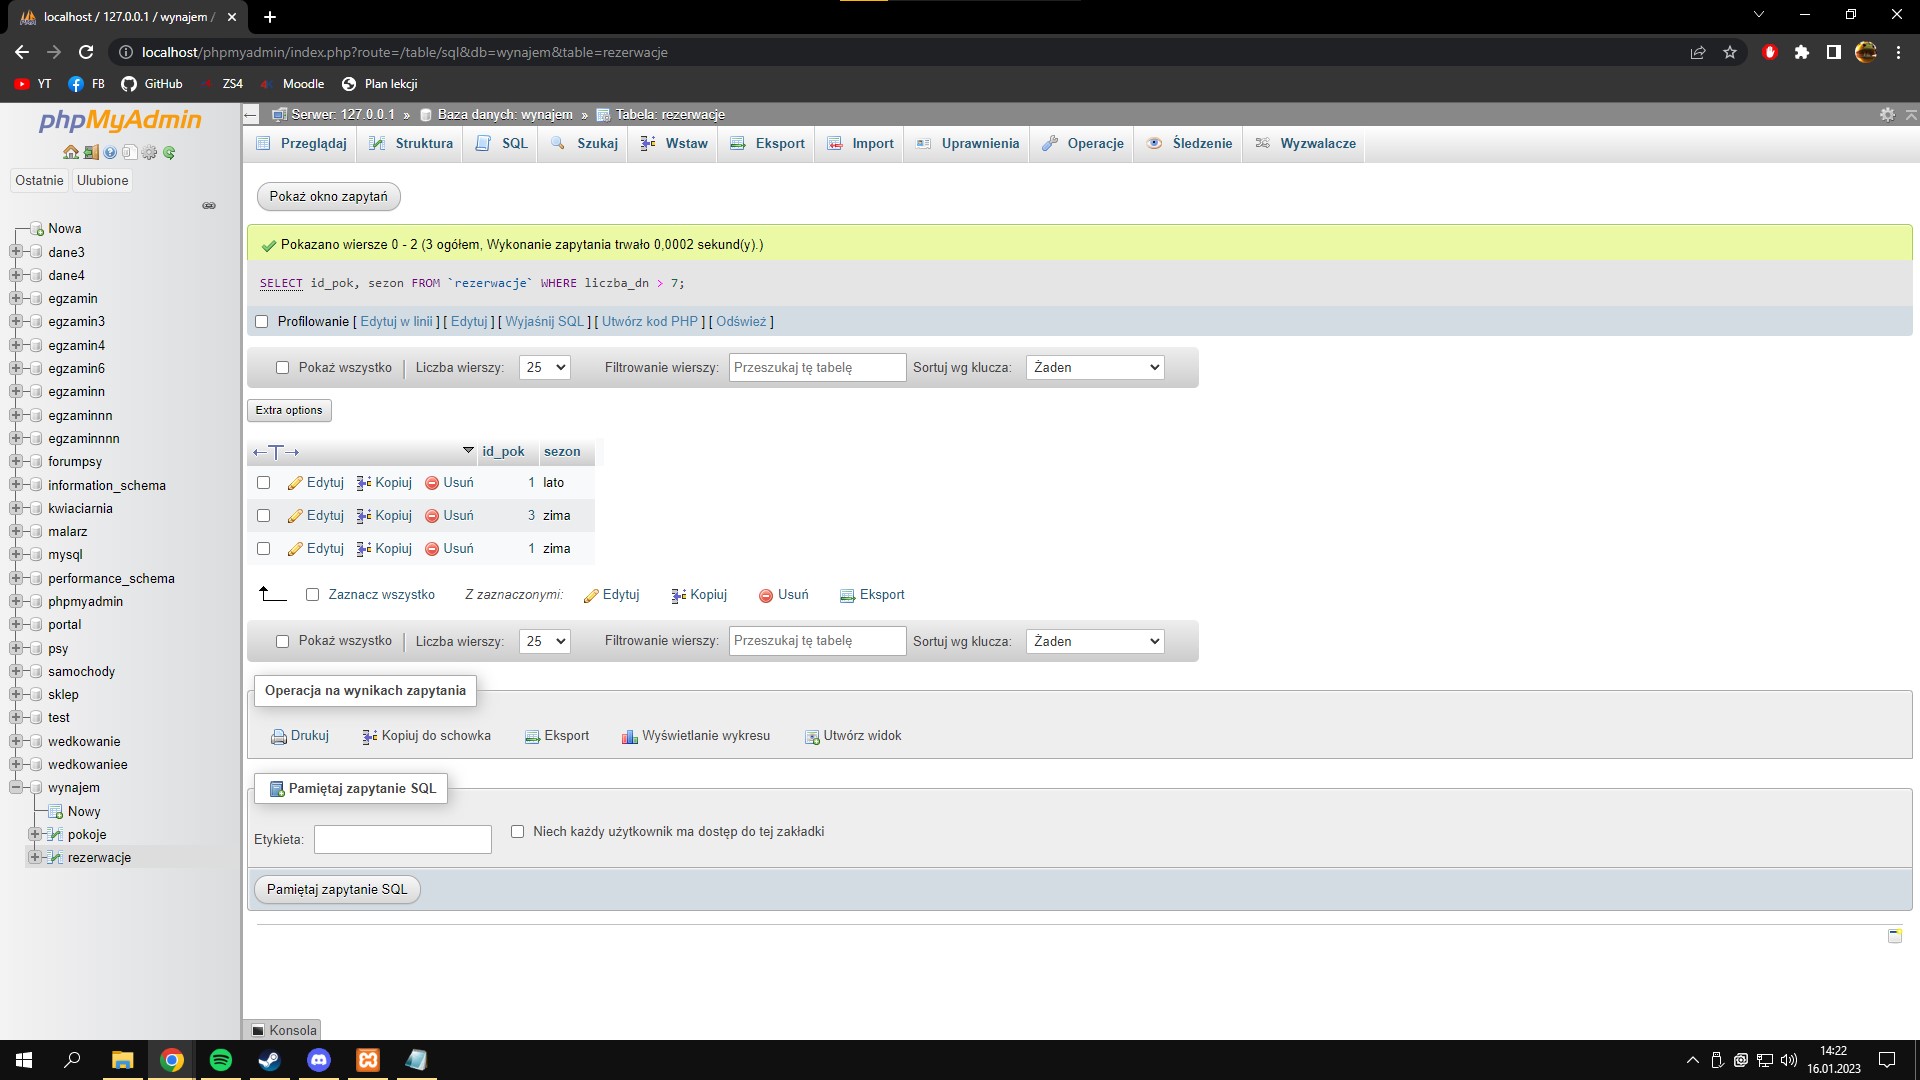 localhost / 127.0.0.1 / wynajem /
localhost/phpmyadmin/index.php?route=/table/sql&db=wynajem&table=rezerwacje
YT FB GitHub ZS4 Moodle Plan lekcji
phpMyAdmin
Ostatnie Ulubione
Nowa
dane3
dane4
egzamin
egzamin3
egzamin4
egzamin6
egzaminn
egzaminnn
egzaminnnn
forumpsy
information_schema
kwiaciarnia
malarz
mysql
performance_schema
phpmyadmin
portal
psy
samochody
sklep
test
wedkowanie
wedkowaniee
wynajem
Nowy
pokoje
rezerwacje
Serwer: 127.0.0.1 » Baza danych: wynajem » Tabela: rezerwacje
Przeglądaj Struktura SQL Szukaj Wstaw Eksport Import Uprawnienia Operacje Śledzenie Wyzwalacze
Pokaż okno zapytań
Pokazano wiersze 0 - 2 (3 ogółem, Wykonanie zapytania trwało 0,0002 sekund(y).)
SELECT id_pok, sezon FROM `rezerwacje` WHERE liczba_dn > 7;
Profilowanie [ Edytuj w linii ] [ Edytuj ] [ Wyjaśnij SQL ] [ Utwórz kod PHP ] [ Odśwież ]
Pokaż wszystko | Liczba wierszy: 25 Filtrowanie wierszy: Przeszukaj tę tabelę Sortuj wg klucza: Żaden
Extra options
←T→ id_pok sezon
Edytuj Kopiuj Usuń 1 lato
Edytuj Kopiuj Usuń 3 zima
Edytuj Kopiuj Usuń 1 zima
Zaznacz wszystko Z zaznaczonymi: Edytuj Kopiuj Usuń Eksport
Pokaż wszystko | Liczba wierszy: 25 Filtrowanie wierszy: Przeszukaj tę tabelę Sortuj wg klucza: Żaden
Operacja na wynikach zapytania
Drukuj Kopiuj do schowka Eksport Wyświetlanie wykresu Utwórz widok
Pamiętaj zapytanie SQL
Etykieta: Niech każdy użytkownik ma dostęp do tej zakładki
Pamiętaj zapytanie SQL
Konsola
14:22
16.01.2023